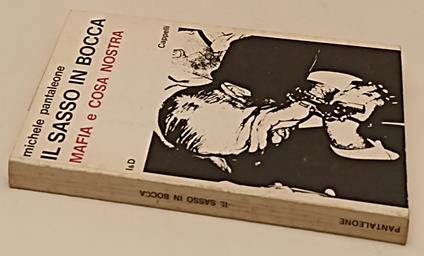 michele pantaleone
IL SASSO IN BOCCA
MAFIA e COSA NOSTRA
Cappelli
I&D
IL SASSO IN BOCCA
PANTALEONE